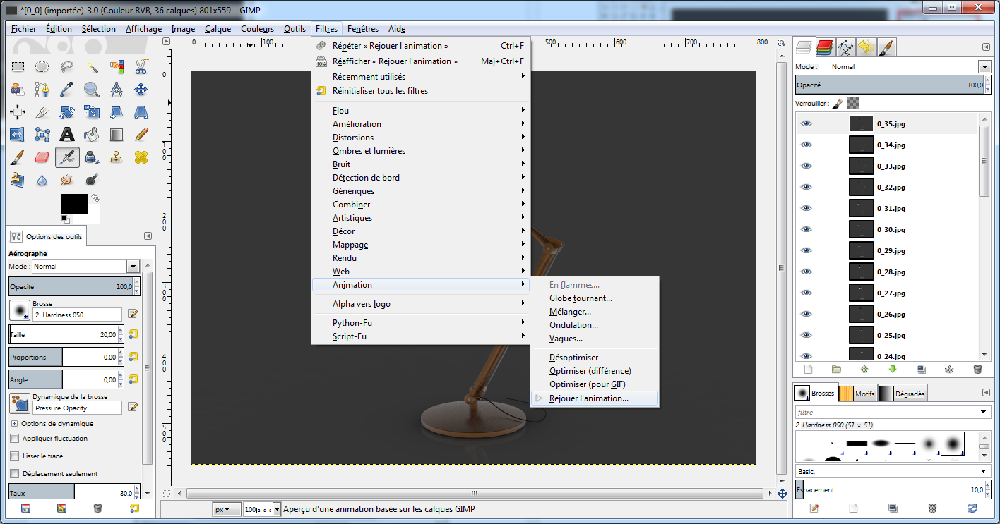 *[0_0] (importée)-3.0 (Couleur RVB, 36 calques) 801x559 – GIMP
Fichier Édition Sélection Affichage Image Calque Couleurs Outils Filtres Fenêtres Aide
0 100 500 600 700 800
0
100
200
300
400
500
Répéter « Rejouer l'animation » Ctrl+F
Réafficher « Rejouer l'animation » Maj+Ctrl+F
Récemment utilisés
Réinitialiser tous les filtres
Flou
Amélioration
Distorsions
Ombres et lumières
Bruit
Détection de bord
Génériques
Combiner
Artistiques
Décor
Mappage
Rendu
Web
Animation
Alpha vers logo
Python-Fu
Script-Fu
En flammes...
Globe tournant...
Mélanger...
Ondulation...
Vagues...
Désoptimiser
Optimiser (différence)
Optimiser (pour GIF)
Rejouer l'animation...
Options des outils
Aérographe
Mode : Normal
Opacité 100,0
Brosse
2. Hardness 050
Taille 20,00
Proportions 0,00
Angle 0,00
Dynamique de la brosse
Pressure Opacity
Options de dynamique
Appliquer fluctuation
Lisser le tracé
Déplacement seulement
Taux 80,0
px 100 Aperçu d'une animation basée sur les calques GIMP
Mode : Normal
Opacité 100,0
Verrouiller :
0_35.jpg
0_34.jpg
0_33.jpg
0_32.jpg
0_31.jpg
0_30.jpg
0_29.jpg
0_28.jpg
0_27.jpg
0_26.jpg
0_25.jpg
0_24.jpg
Brosses Motifs Dégradés
filtre
2. Hardness 050 (51 × 51)
Basic,
Espacement 10,0